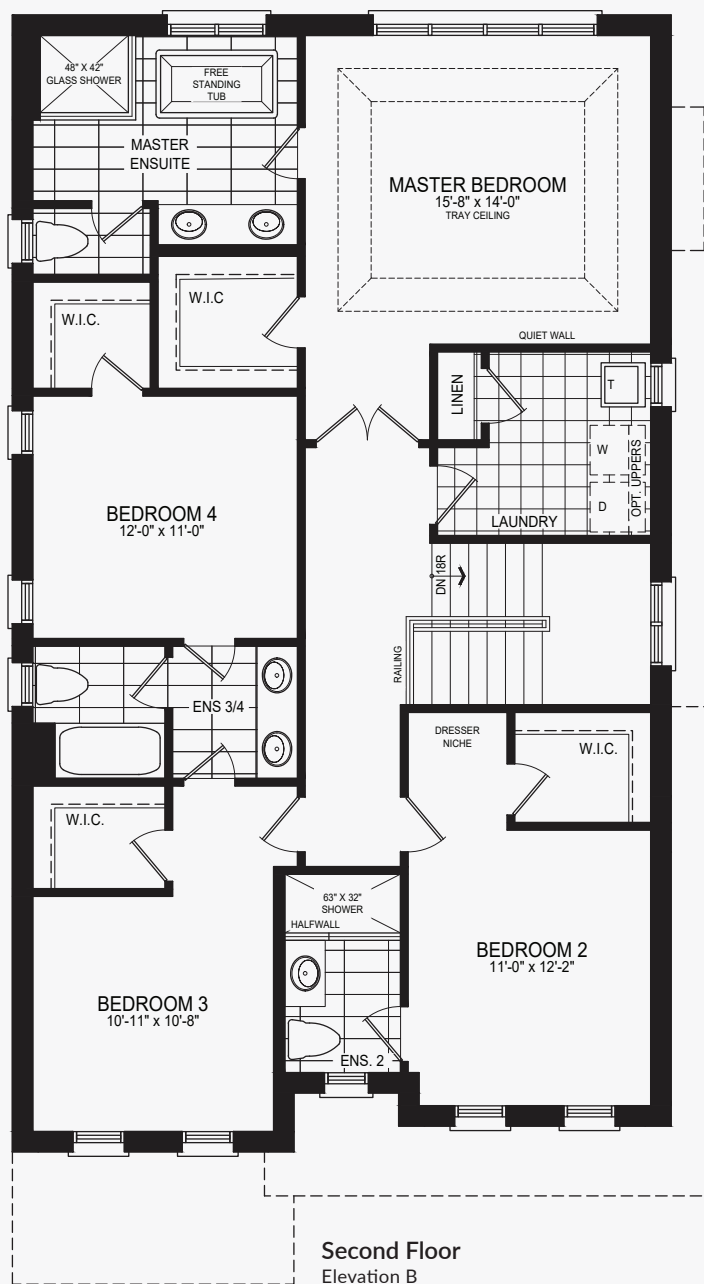 48" X 42"
GLASS SHOWER
FREE
STANDING
TUB
MASTER
ENSUITE
MASTER BEDROOM
15'-8" x 14'-0"
TRAY CEILING
W.I.C
W.I.C.
QUIET WALL
LINEN
T
W
D
OPT. UPPERS
LAUNDRY
BEDROOM 4
12'-0" x 11'-0"
DN 18R
RAILING
ENS 3/4
DRESSER
NICHE
W.I.C.
W.I.C.
63" X 32"
SHOWER
HALFWALL
BEDROOM 2
11'-0" x 12'-2"
BEDROOM 3
10'-11" x 10'-8"
ENS. 2
Second Floor
Elevation B